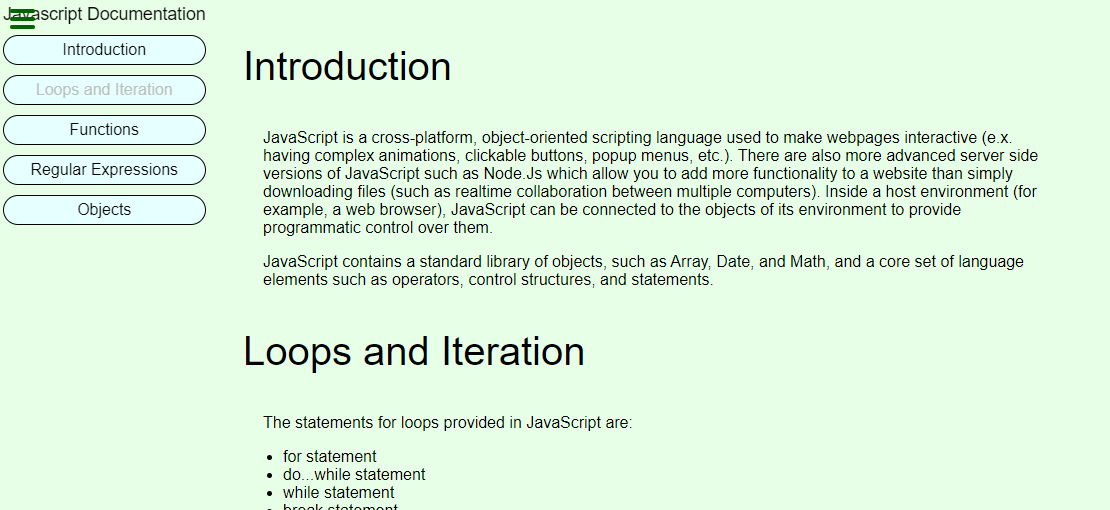 Javascript Documentation
Introduction
Loops and Iteration
Functions
Regular Expressions
Objects
Introduction
JavaScript is a cross-platform, object-oriented scripting language used to make webpages interactive (e.x.
having complex animations, clickable buttons, popup menus, etc.). There are also more advanced server side
versions of JavaScript such as Node.Js which allow you to add more functionality to a website than simply
downloading files (such as realtime collaboration between multiple computers). Inside a host environment (for
example, a web browser), JavaScript can be connected to the objects of its environment to provide
programmatic control over them.
JavaScript contains a standard library of objects, such as Array, Date, and Math, and a core set of language
elements such as operators, control structures, and statements.
Loops and Iteration
The statements for loops provided in JavaScript are:
• for statement
• do...while statement
• while statement
• break statement